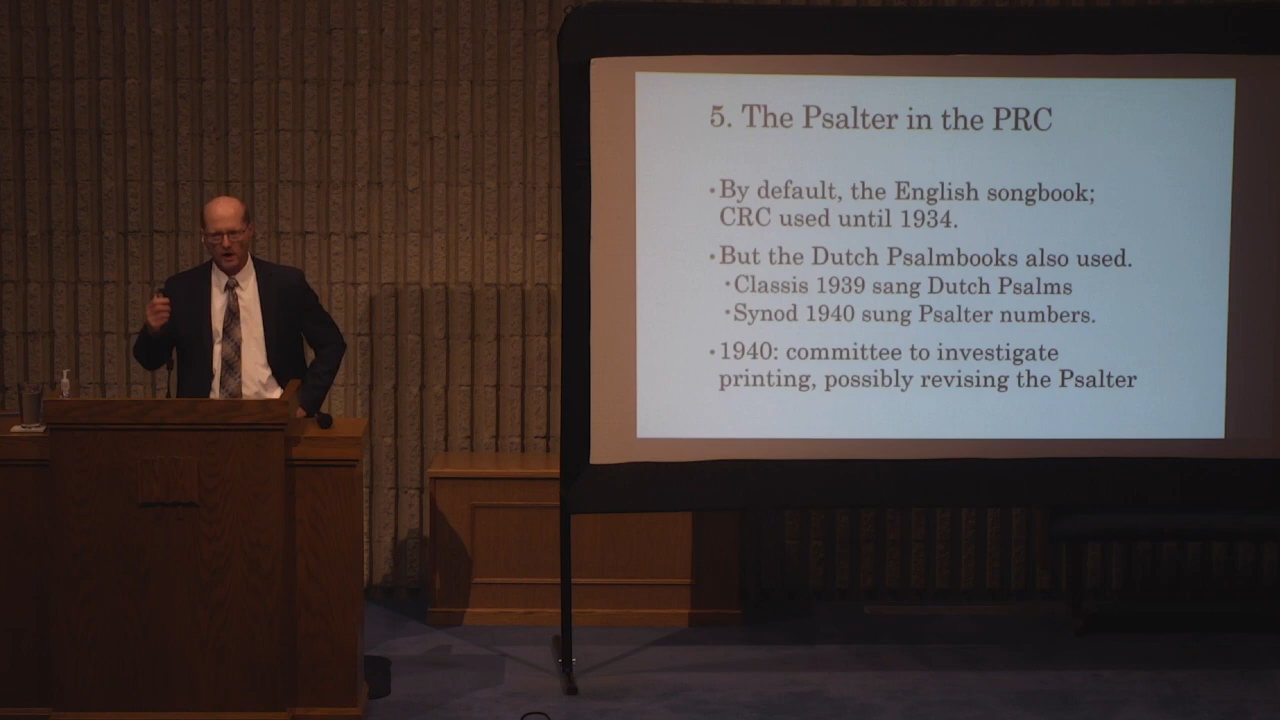 5. The Psalter in the PRC
•By default, the English songbook;
CRC used until 1934.
•But the Dutch Psalmbooks also used.
•Classis 1939 sang Dutch Psalms
•Synod 1940 sung Psalter numbers.
•1940: committee to investigate
printing, possibly revising the Psalter